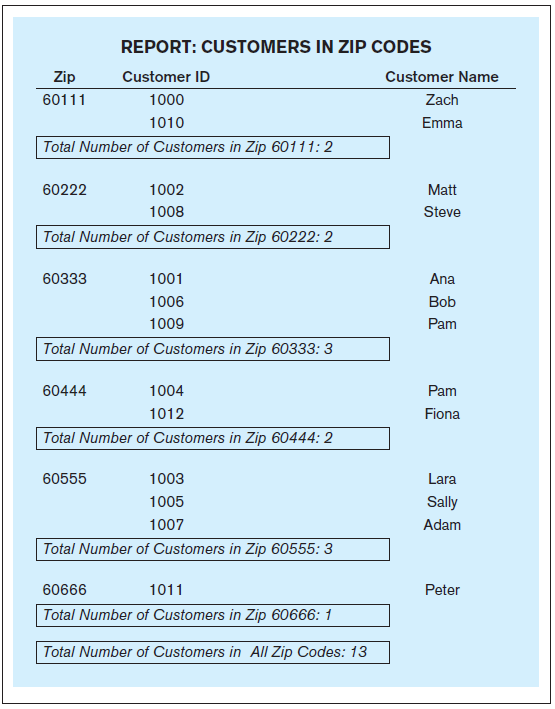 REPORT: CUSTOMERS IN ZIP CODES
Zip Customer ID Customer Name
60111 1000 Zach
1010 Emma
Total Number of Customers in Zip 60111: 2
60222 1002 Matt
1008 Steve
Total Number of Customers in Zip 60222: 2
60333 1001 Ana
1006 Bob
1009 Pam
Total Number of Customers in Zip 60333: 3
60444 1004 Pam
1012 Fiona
Total Number of Customers in Zip 60444: 2
60555 1003 Lara
1005 Sally
1007 Adam
Total Number of Customers in Zip 60555: 3
60666 1011 Peter
Total Number of Customers in Zip 60666: 1
Total Number of Customers in All Zip Codes: 13